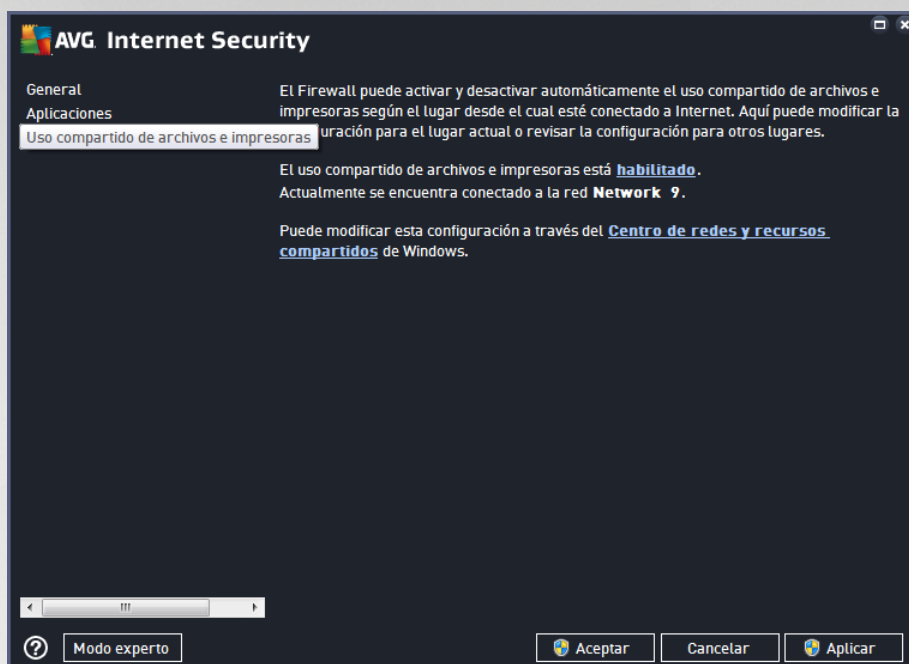 AVG Internet Security
General
Aplicaciones
Uso compartido de archivos e impresoras
El Firewall puede activar y desactivar automáticamente el uso compartido de archivos e
impresoras según el lugar desde el cual esté conectado a Internet. Aquí puede modificar la
uración para el lugar actual o revisar la configuración para otros lugares.
El uso compartido de archivos e impresoras está habilitado.
Actualmente se encuentra conectado a la red Network 9.
Puede modificar esta configuración a través del Centro de redes y recursos
compartidos de Windows.
Modo experto
Aceptar
Cancelar
Aplicar